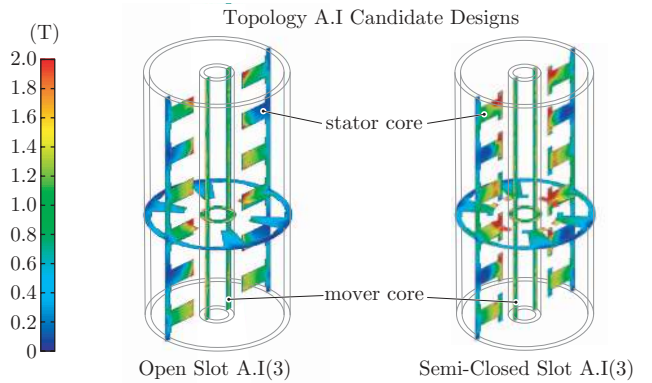 Topology A.I Candidate Designs
(T)
2.0
1.8
1.6
1.4
1.2
1.0
0.8
0.6
0.4
0.2
0
stator core
mover core
Open Slot A.I(3)
Semi-Closed Slot A.I(3)